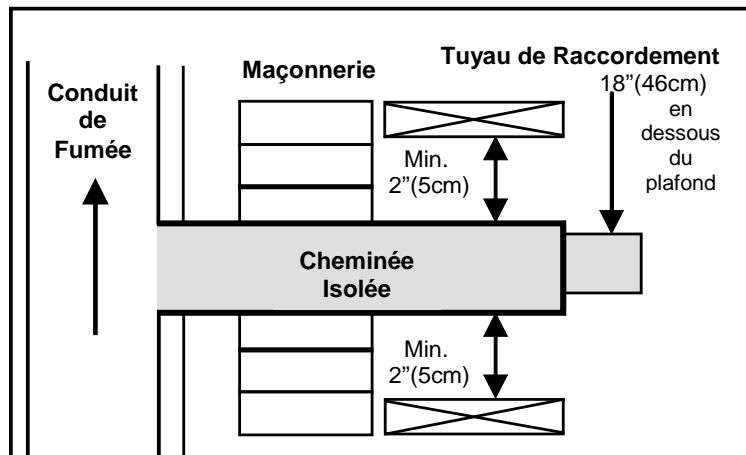 Conduit
de
Fumée
Maçonnerie
Tuyau de Raccordement
18”(46cm)
en
dessous
du
plafond
Min.
2”(5cm)
Cheminée
Isolée
Min.
2”(5cm)